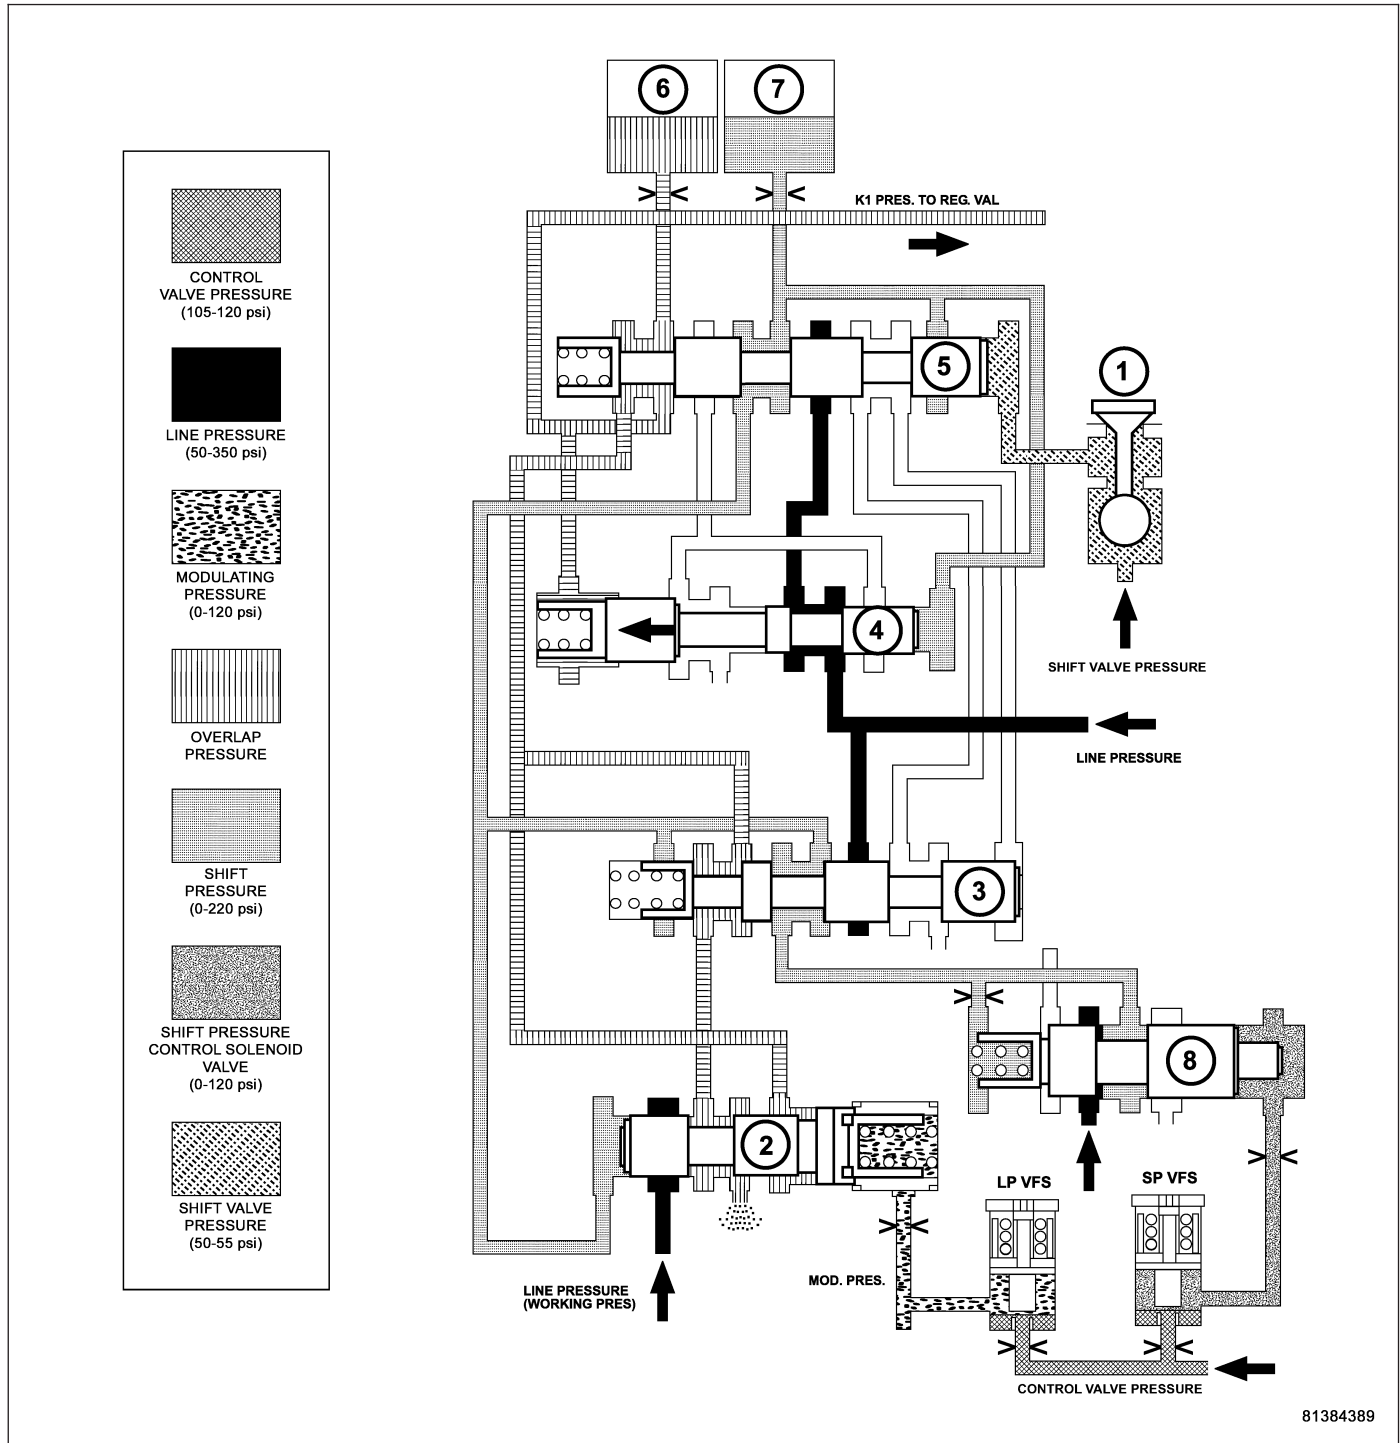 6
7
K1 PRES. TO REG. VAL
CONTROL
VALVE PRESSURE
(105-120 psi)
LINE PRESSURE
(50-350 psi)
MODULATING
PRESSURE
(0-120 psi)
OVERLAP
PRESSURE
SHIFT
PRESSURE
(0-220 psi)
SHIFT PRESSURE
CONTROL SOLENOID
VALVE
(0-120 psi)
SHIFT VALVE
PRESSURE
(50-55 psi)
5
1
4
SHIFT VALVE PRESSURE
LINE PRESSURE
3
8
2
LP VFS
SP VFS
MOD. PRES.
LINE PRESSURE
(WORKING PRES)
CONTROL VALVE PRESSURE
81384389